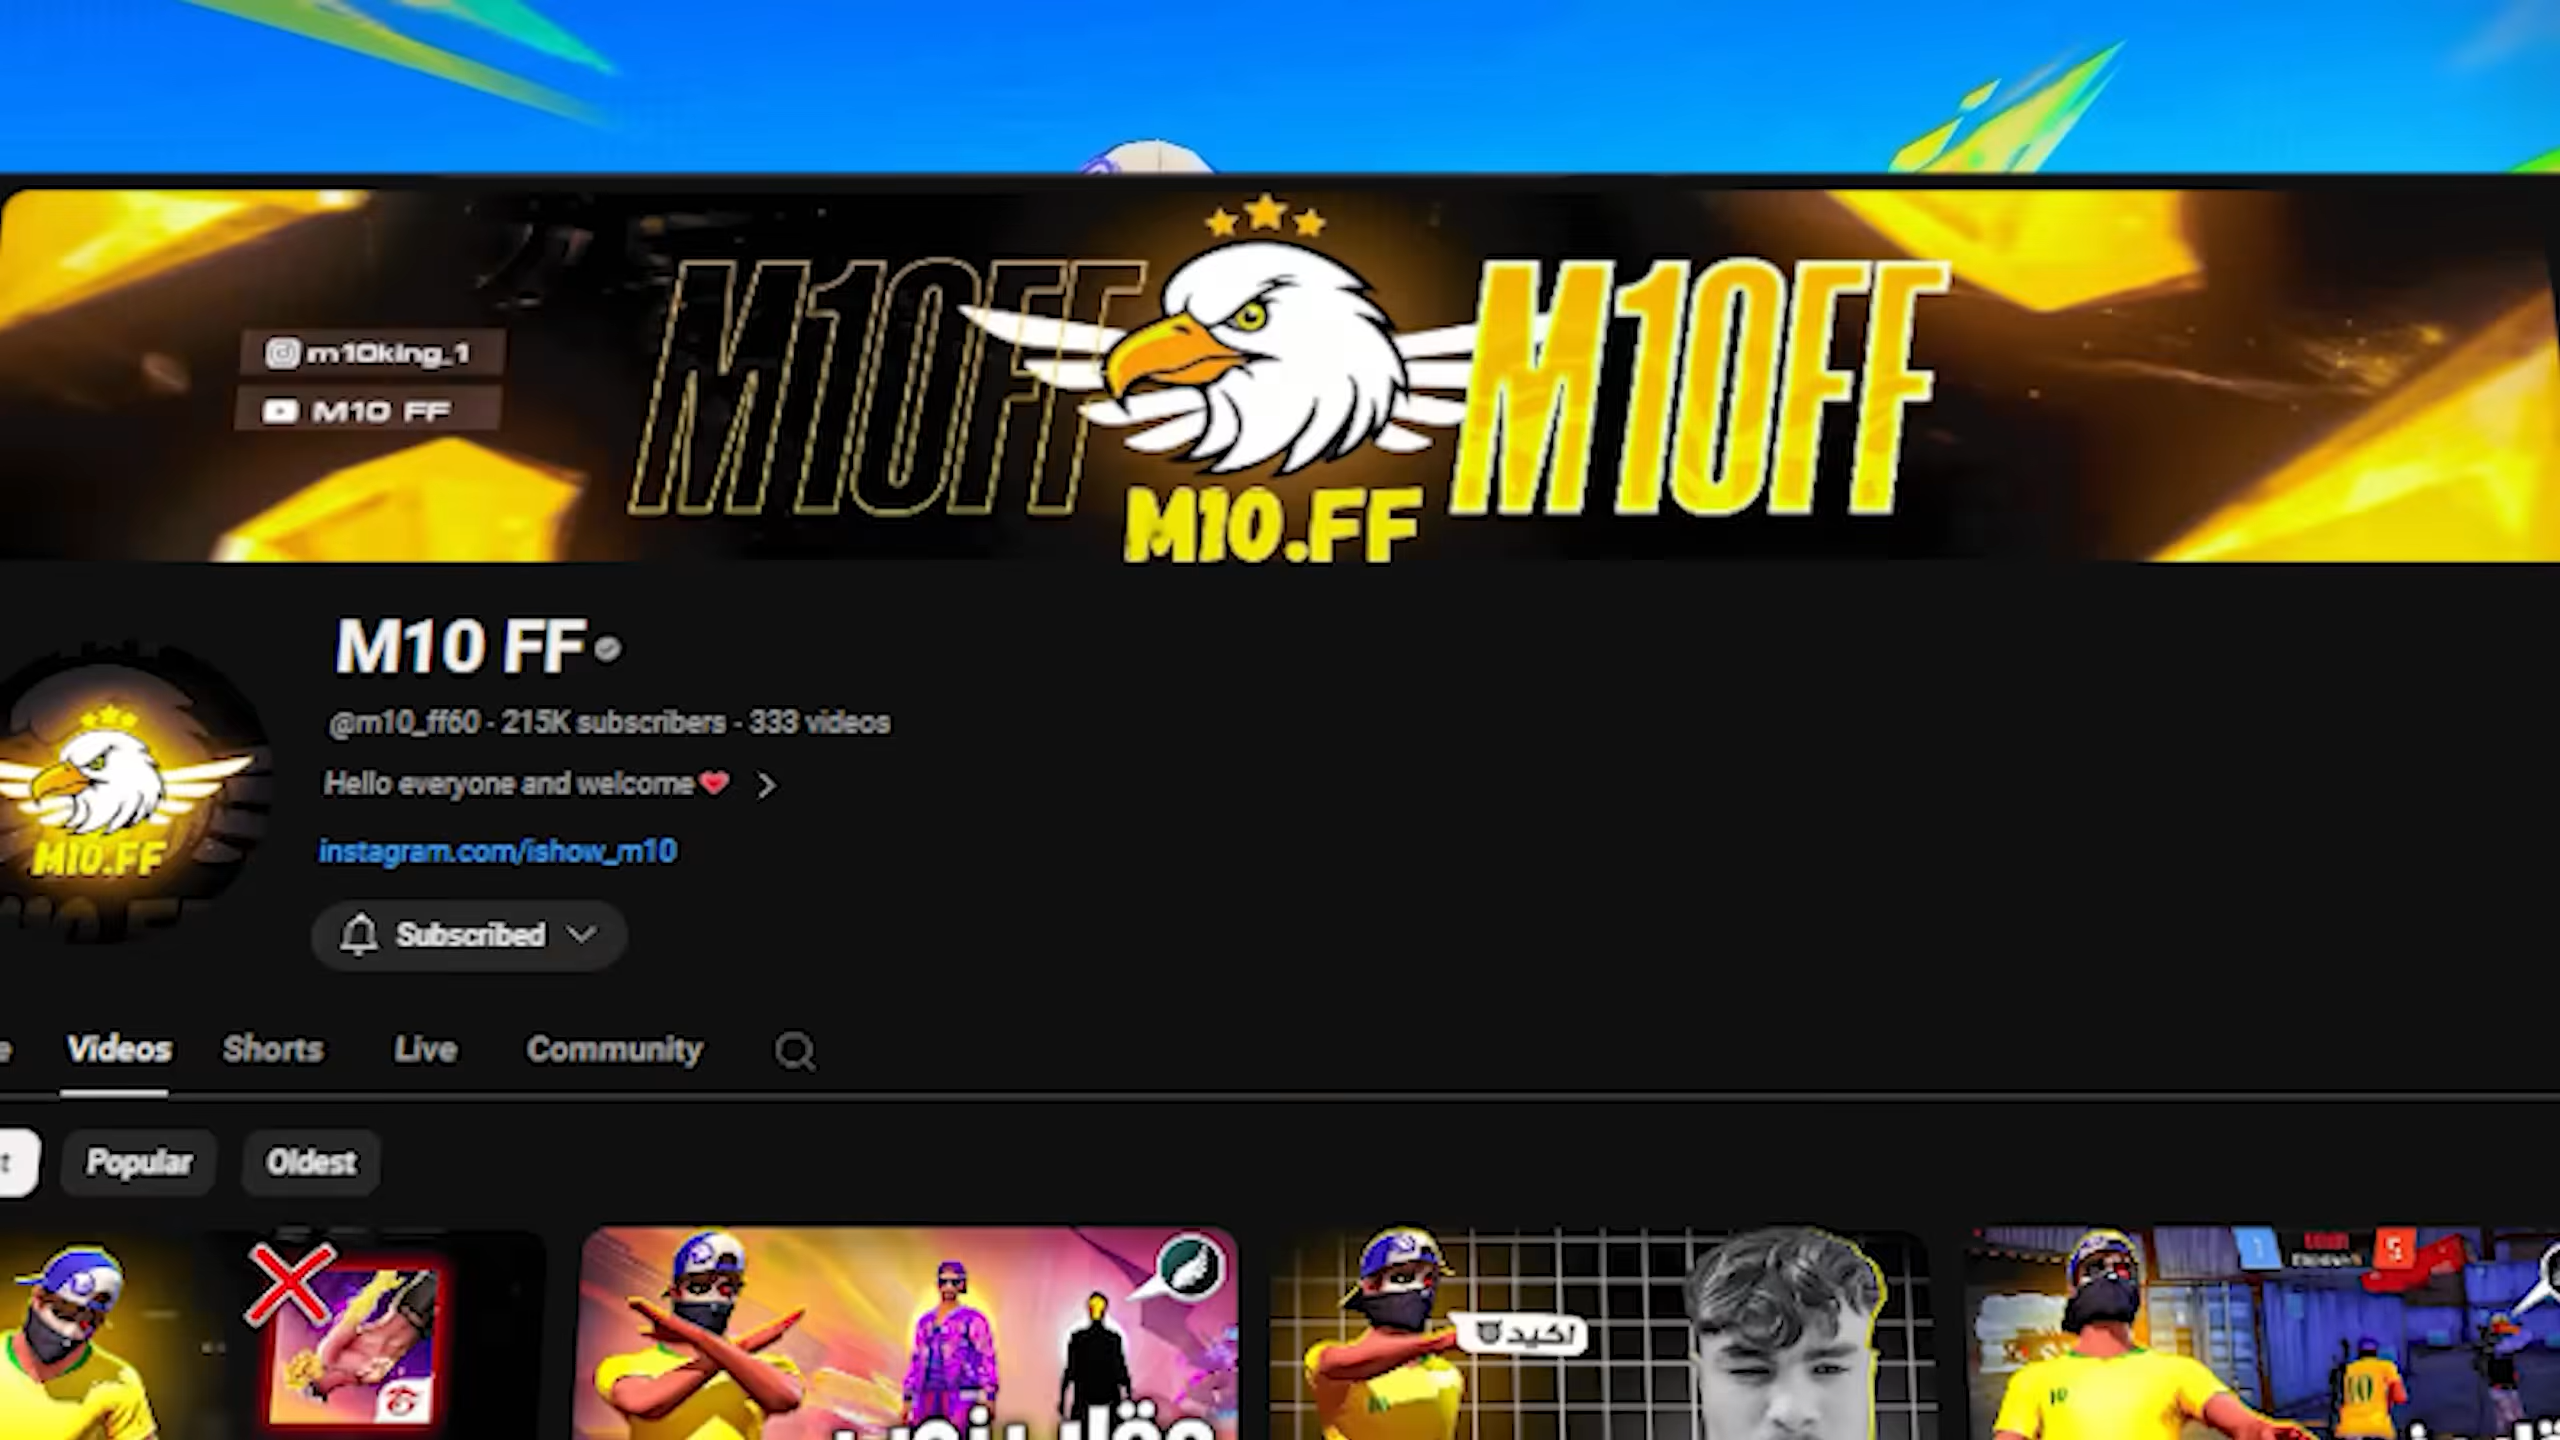 M10FF
M10FF
m10king_1
M10 FF
M10.FF
M10 FF
@m10_ff60 - 215K subscribers - 333 videos
Hello everyone and welcome❤
M10.FF
instagram.com/ishow_m10
Subscribed
Videos Shorts Live Community
Popular Oldest
اكيد
10